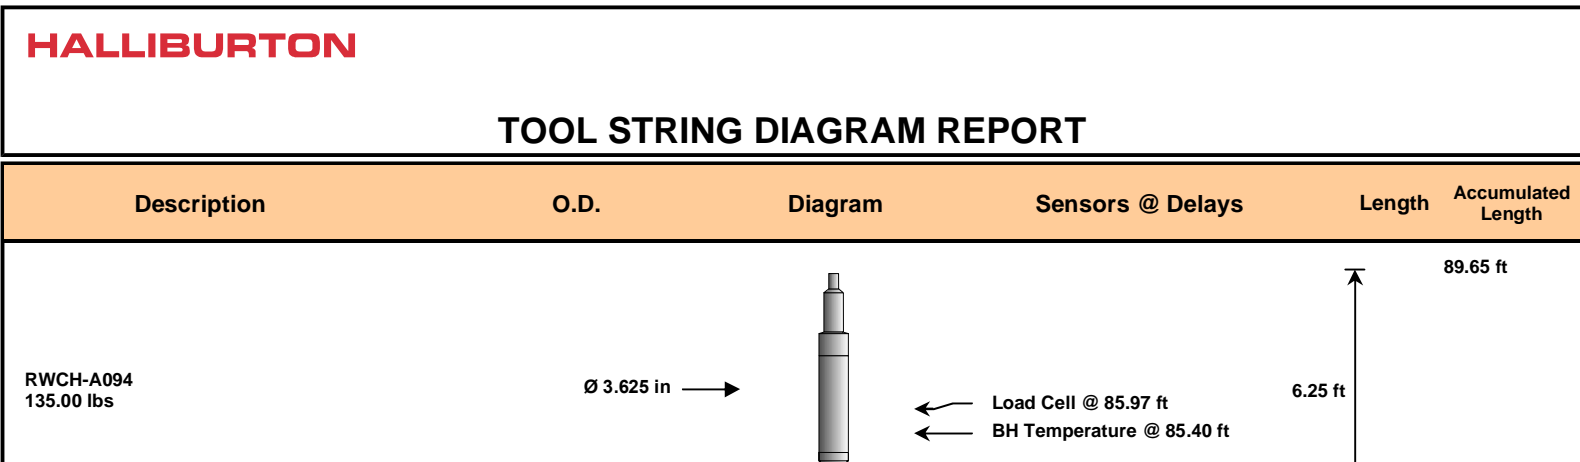 HALLIBURTON
TOOL STRING DIAGRAM REPORT
Description O.D. Diagram Sensors @ Delays Length Accumulated Length
89.65 ft
RWCH-A094
135.00 lbs
Ø 3.625 in
Load Cell @ 85.97 ft
BH Temperature @ 85.40 ft
6.25 ft